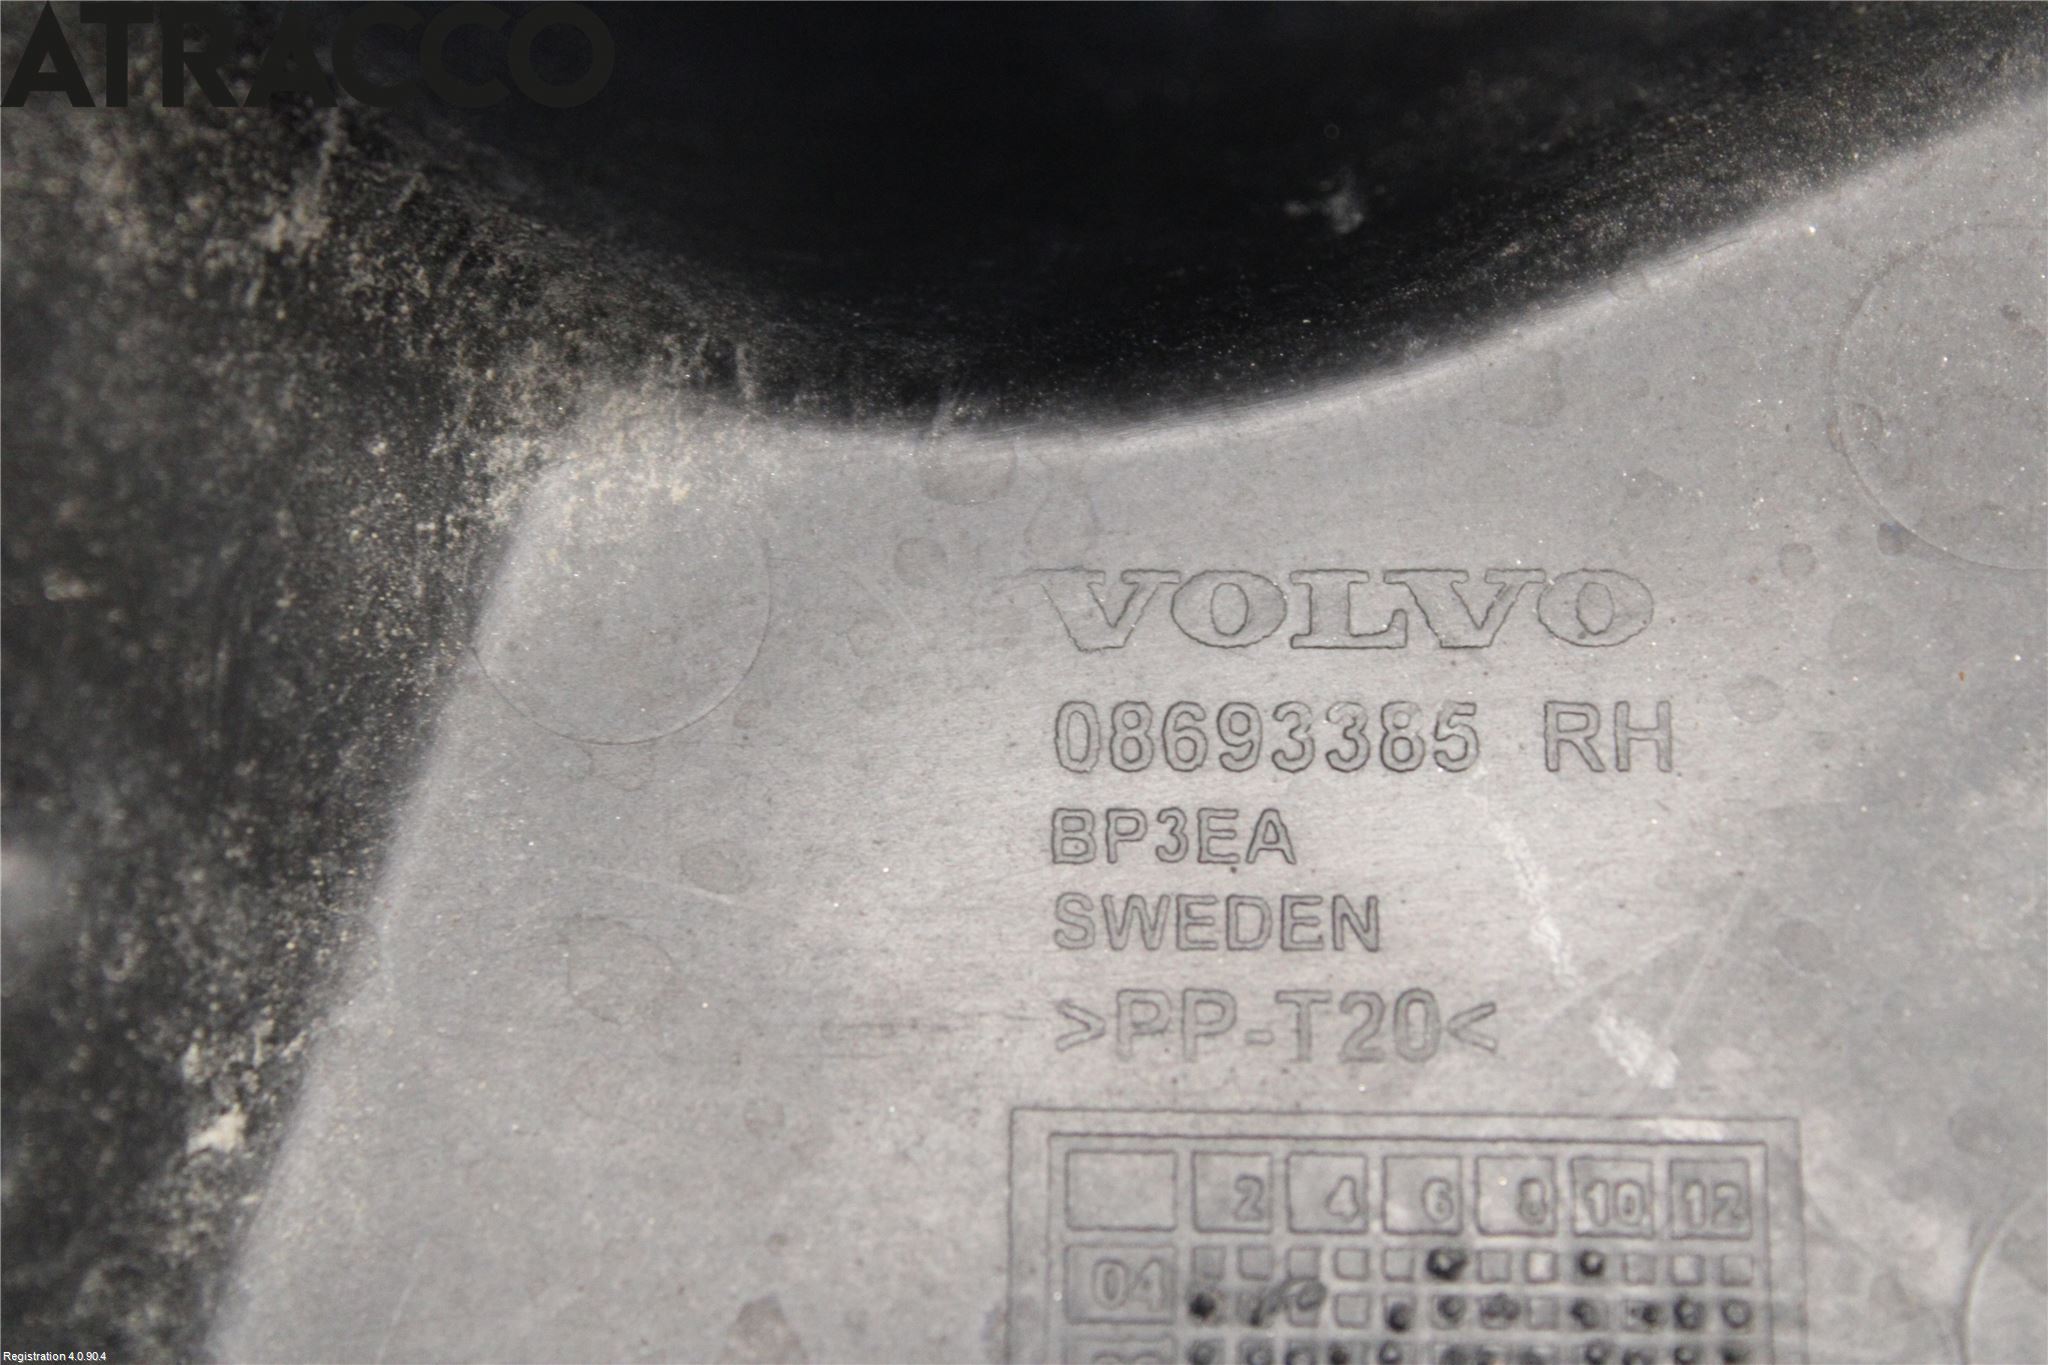 ATRACCO
VOLVO
08693385 RH
BP3EA
SWEDEN
>PP-T20<
2 4 6 8 10 12
04
Registration 4.0.90.4